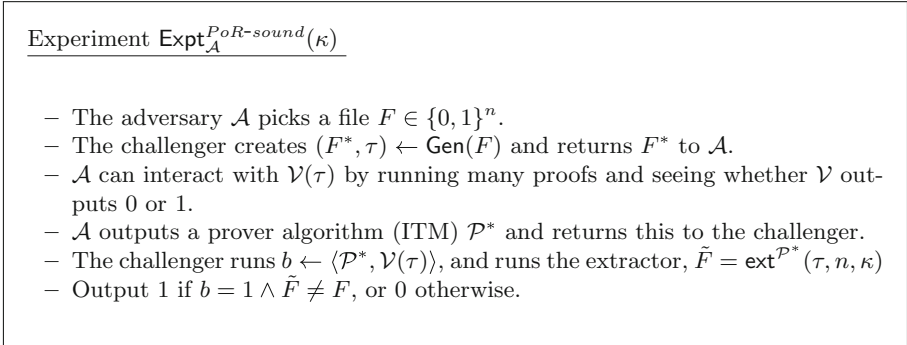 Experiment Expt_𝒜^{PoR-sound}(κ)
– The adversary 𝒜 picks a file F ∈ {0, 1}^n.
– The challenger creates (F*, τ) ← Gen(F) and returns F* to 𝒜.
– 𝒜 can interact with 𝒱(τ) by running many proofs and seeing whether 𝒱 out-
puts 0 or 1.
– 𝒜 outputs a prover algorithm (ITM) 𝒫* and returns this to the challenger.
– The challenger runs b ← ⟨𝒫*, 𝒱(τ)⟩, and runs the extractor, F̃ = ext^{𝒫*}(τ, n, κ)
– Output 1 if b = 1 ∧ F̃ ≠ F, or 0 otherwise.